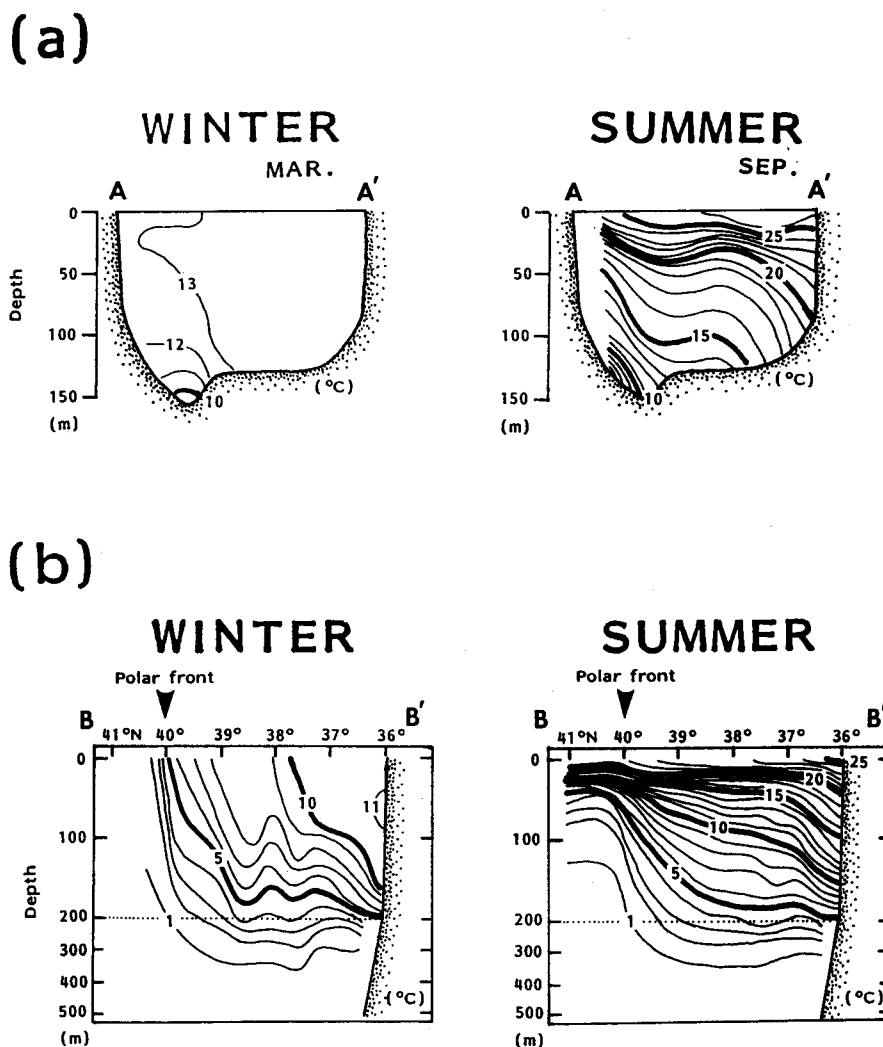 (a)
WINTER
MAR.
A A'
0
50
100
150
(m)
Depth
13
12
10
(°C)
SUMMER
SEP.
A A'
0
50
100
150
(m)
25
20
15
10
(°C)
(b)
WINTER
Polar front
B B'
41°N 40° 39° 38° 37° 36°
0
100
200
300
400
500
(m)
Depth
10
11
5
1
(°C)
SUMMER
Polar front
B B'
41°N 40° 39° 38° 37° 36°
0
100
200
300
400
500
(m)
25
20
15
10
5
1
(°C)